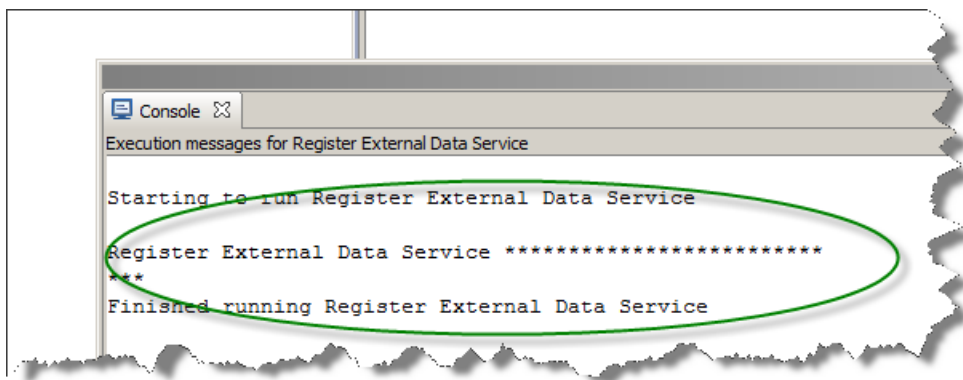 Console
Execution messages for Register External Data Service
Starting to run Register External Data Service
Register External Data Service *************************
***
Finished running Register External Data Service